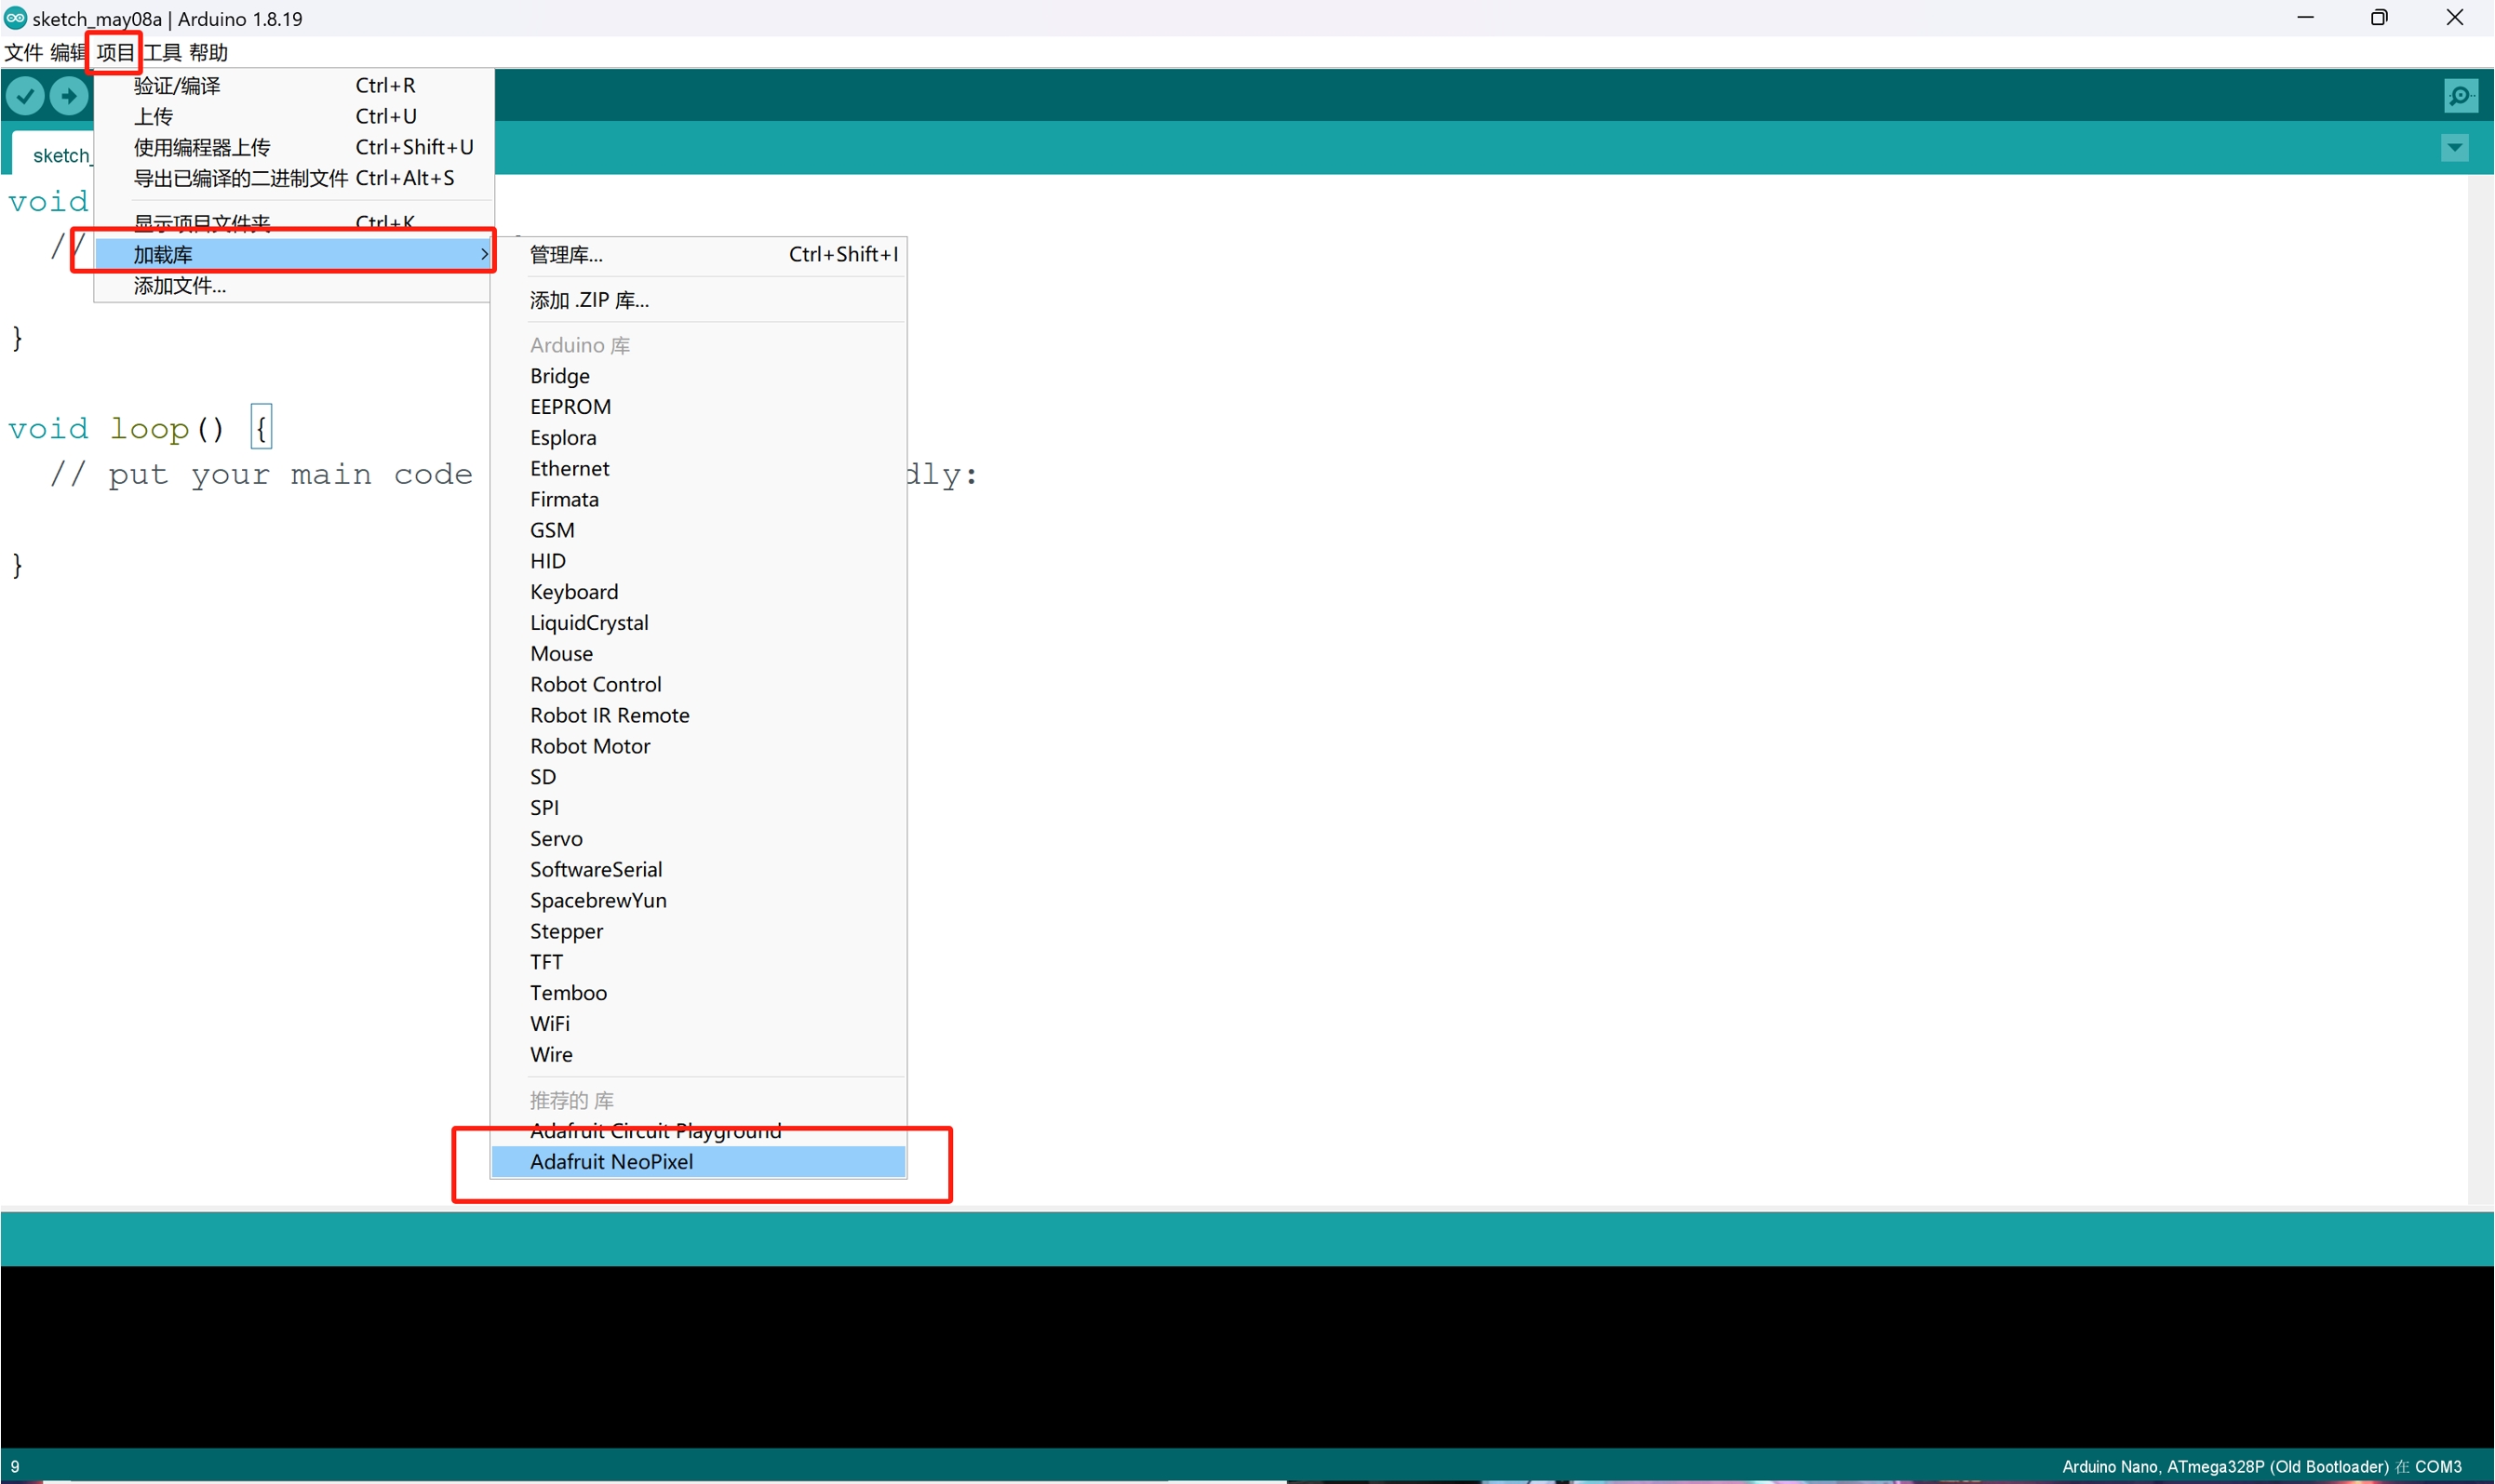 sketch_may08a | Arduino 1.8.19
文件 编辑 项目 工具 帮助
验证/编译 Ctrl+R
上传 Ctrl+U
使用编程器上传 Ctrl+Shift+U
导出已编译的二进制文件 Ctrl+Alt+S
显示项目文件夹 Ctrl+K
加载库
添加文件...
sketch_
void
//
}
void loop() {
// put your main code dly:
}
管理库... Ctrl+Shift+I
添加 .ZIP 库...
Arduino 库
Bridge
EEPROM
Esplora
Ethernet
Firmata
GSM
HID
Keyboard
LiquidCrystal
Mouse
Robot Control
Robot IR Remote
Robot Motor
SD
SPI
Servo
SoftwareSerial
SpacebrewYun
Stepper
TFT
Temboo
WiFi
Wire
推荐的 库
Adafruit Circuit Playground
Adafruit NeoPixel
9
Arduino Nano, ATmega328P (Old Bootloader) 在 COM3